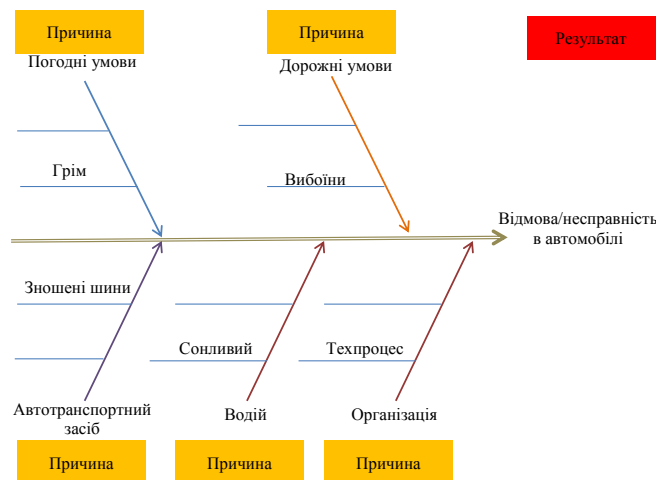 Причина
Причина
Результат
Погодні умови
Дорожні умови
Грім
Вибоїни
Відмова/несправність
в автомобілі
Зношені шини
Сонливий
Техпроцес
Автотранспортний
засіб
Водій
Організація
Причина
Причина
Причина